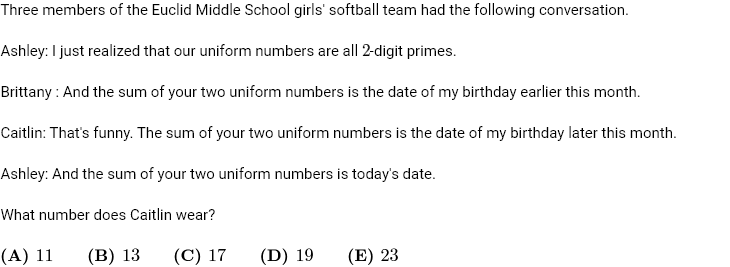 Three members of the Euclid Middle School girls' softball team had the following conversation.
Ashley: I just realized that our uniform numbers are all 2-digit primes.
Brittany : And the sum of your two uniform numbers is the date of my birthday earlier this month.
Caitlin: That's funny. The sum of your two uniform numbers is the date of my birthday later this month.
Ashley: And the sum of your two uniform numbers is today's date.
What number does Caitlin wear?
(A) 11 (B) 13 (C) 17 (D) 19 (E) 23